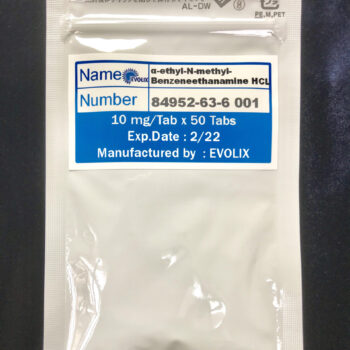 AL-DW
PE,M,PET
Name EVOLIX α-ethyl-N-methyl-
Benzeneethanamine HCL
Number 84952-63-6 001
10 mg/Tab x 50 Tabs
Exp.Date : 2/22
Manufactured by : EVOLIX